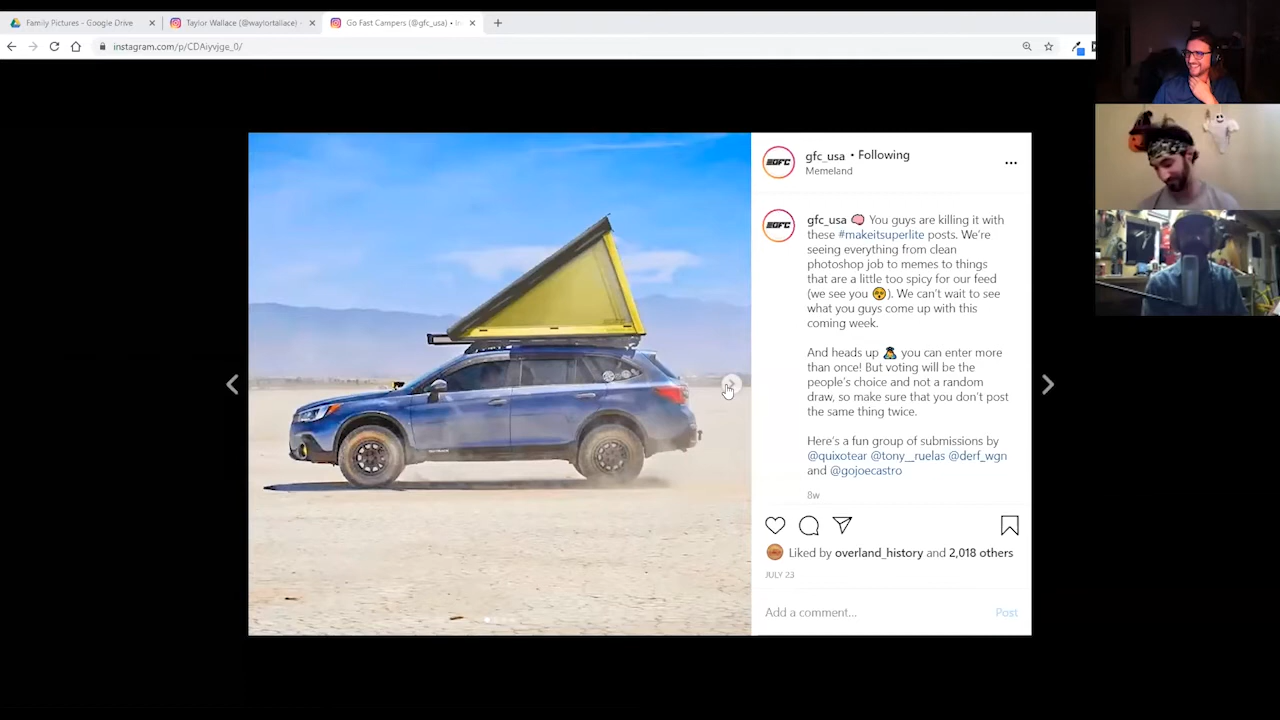 Family Pictures - Google Drive
Taylor Wallace (@waylortallace) •
Go Fast Campers (@gfc_usa) •
instagram.com/p/CDAiyvjge_0/
gfc_usa • Following
Memeland
GFC
GFC
gfc_usa 🧠 You guys are killing it with
these #makeitsuperlite posts. We're
seeing everything from clean
photoshop job to memes to things
that are a little too spicy for our feed
(we see you 😲). We can't wait to see
what you guys come up with this
coming week.
And heads up you can enter more
than once! But voting will be the
people's choice and not a random
draw, so make sure that you don't post
the same thing twice.
Here's a fun group of submissions by
@quixotear @tony__ruelas @derf_wgn
and @gojoecastro
8w
Liked by overland_history and 2,018 others
JULY 23
Add a comment...
Post